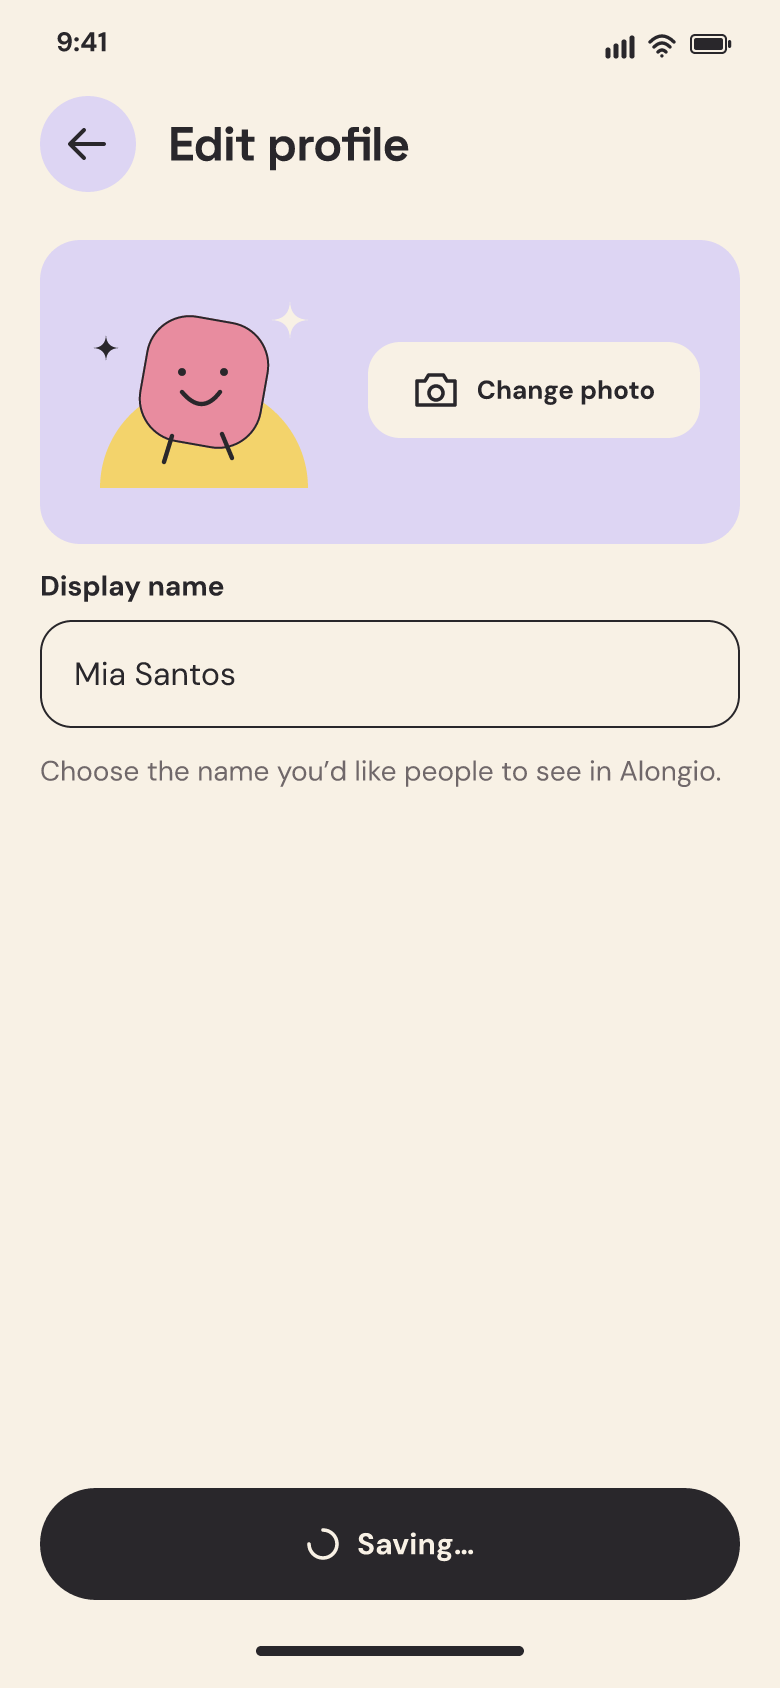 9:41
Edit profile
Change photo
Display name
Mia Santos
Choose the name you’d like people to see in Alongio.
Saving…